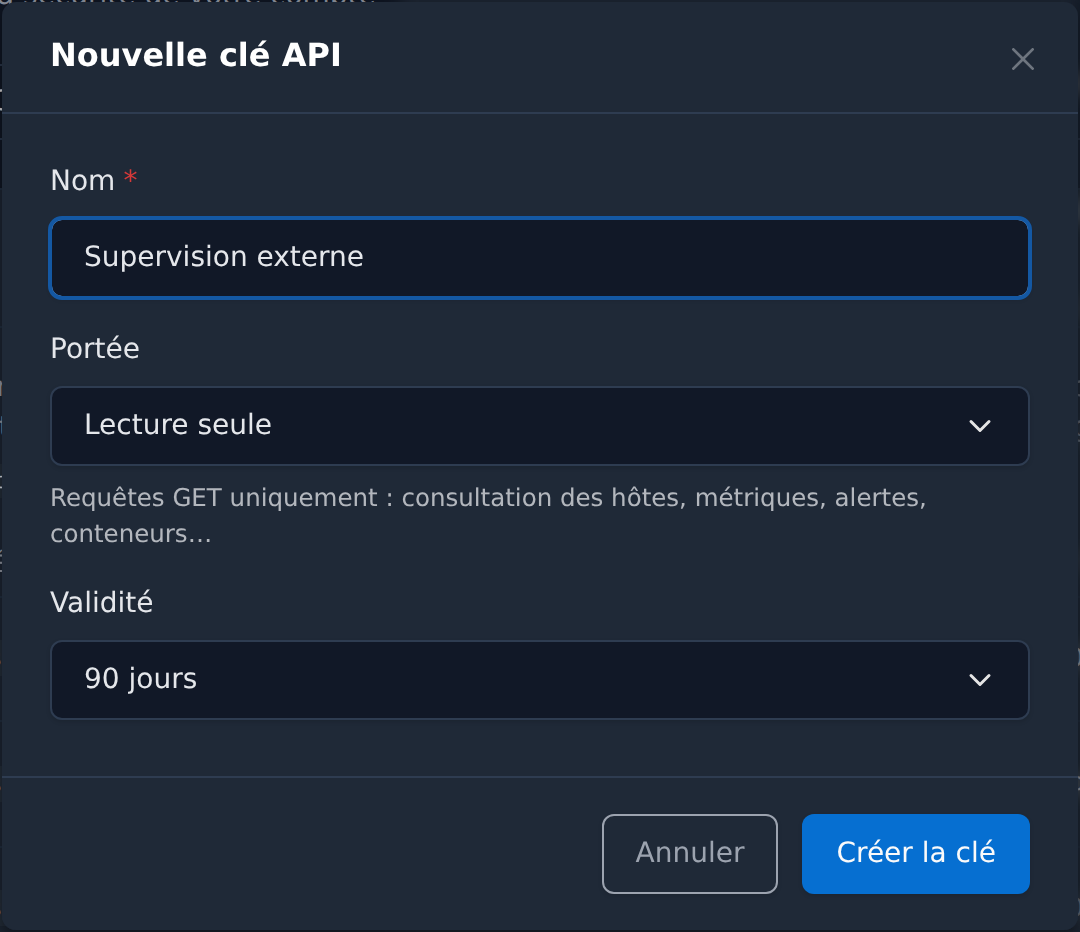 Nouvelle clé API
Nom *
Supervision externe
Portée
Lecture seule
Requêtes GET uniquement : consultation des hôtes, métriques, alertes,
conteneurs…
Validité
90 jours
Annuler
Créer la clé